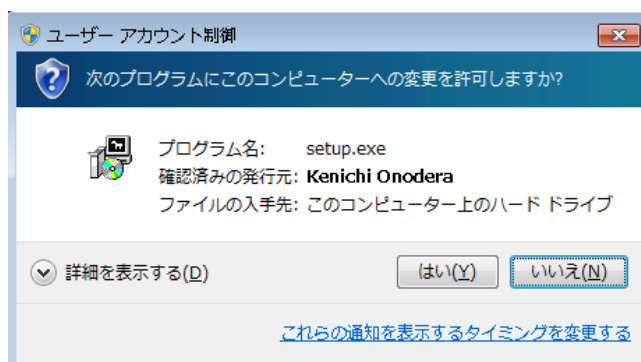 ユーザー アカウント制御
次のプログラムにこのコンピューターへの変更を許可しますか?
プログラム名: setup.exe
確認済みの発行元: Kenichi Onodera
ファイルの入手先: このコンピューター上のハード ドライブ
詳細を表示する(D) はい(Y) いいえ(N)
これらの通知を表示するタイミングを変更する